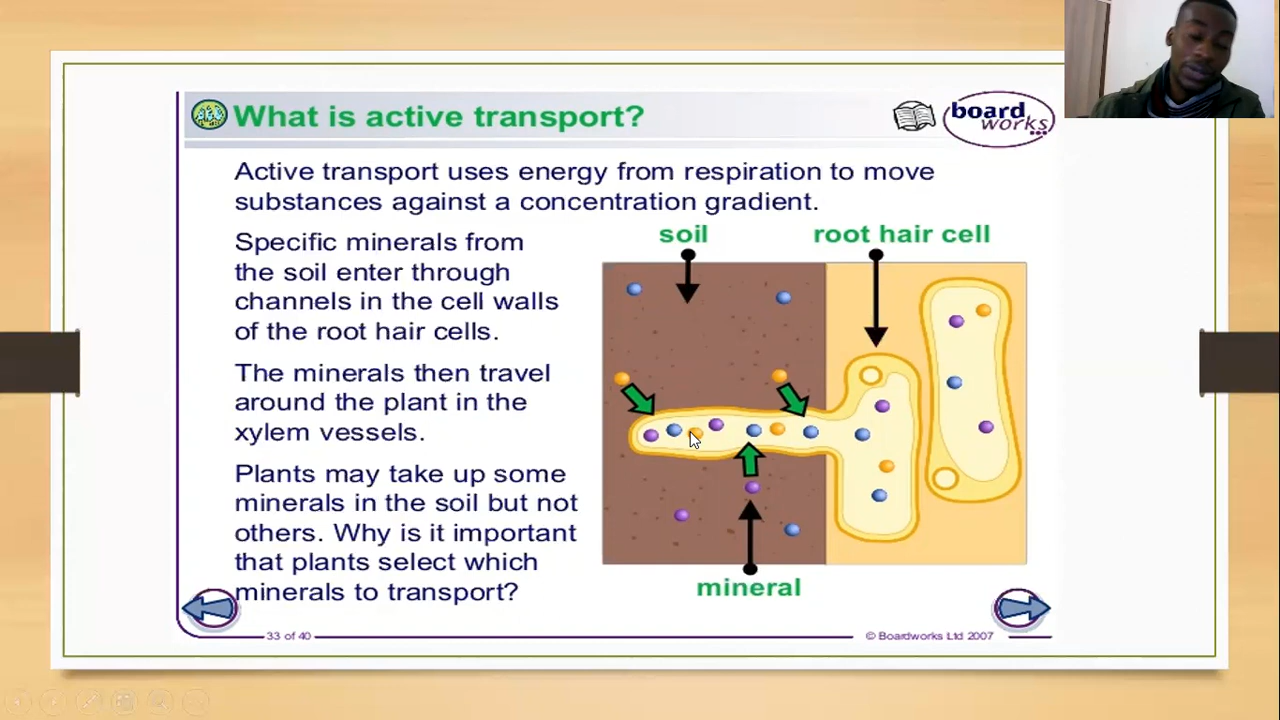 What is active transport?
board
works
Active transport uses energy from respiration to move
substances against a concentration gradient.
Specific minerals from
the soil enter through
channels in the cell walls
of the root hair cells.
The minerals then travel
around the plant in the
xylem vessels.
Plants may take up some
minerals in the soil but not
others. Why is it important
that plants select which
minerals to transport?
soil
root hair cell
mineral
33 of 40
© Boardworks Ltd 2007